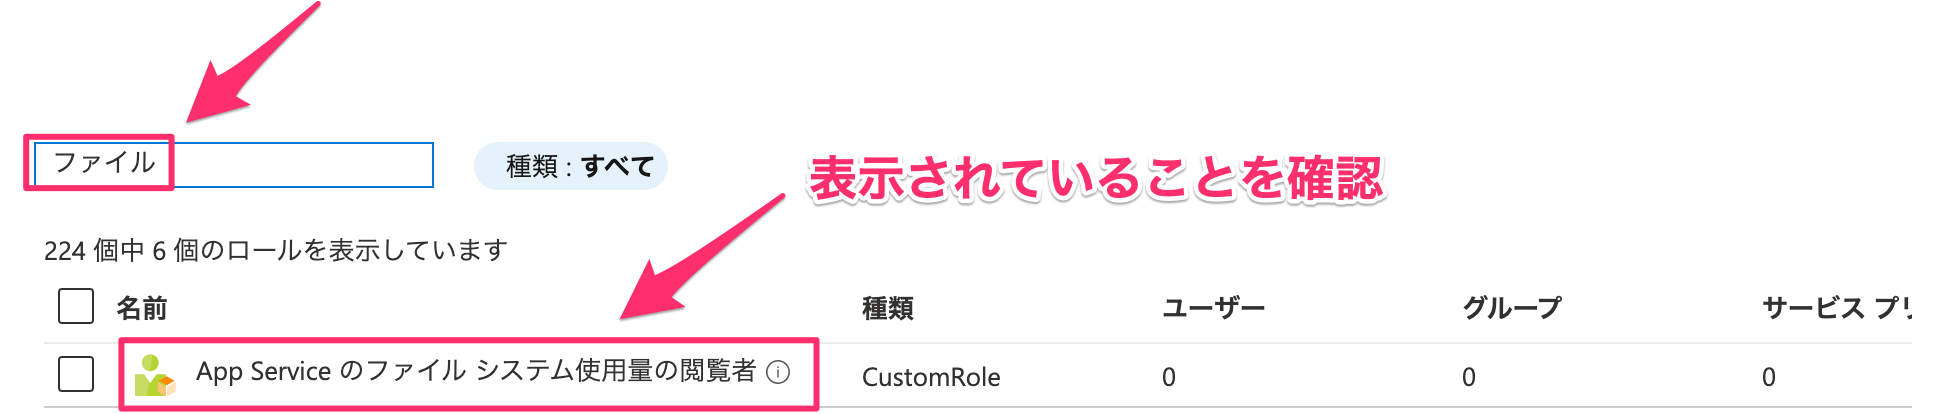 ファイル
種類 : すべて
表示されていることを確認
224 個中 6 個のロールを表示しています
名前 種類 ユーザー グループ サービス プリ
App Service のファイル システム使用量の閲覧者 CustomRole 0 0 0